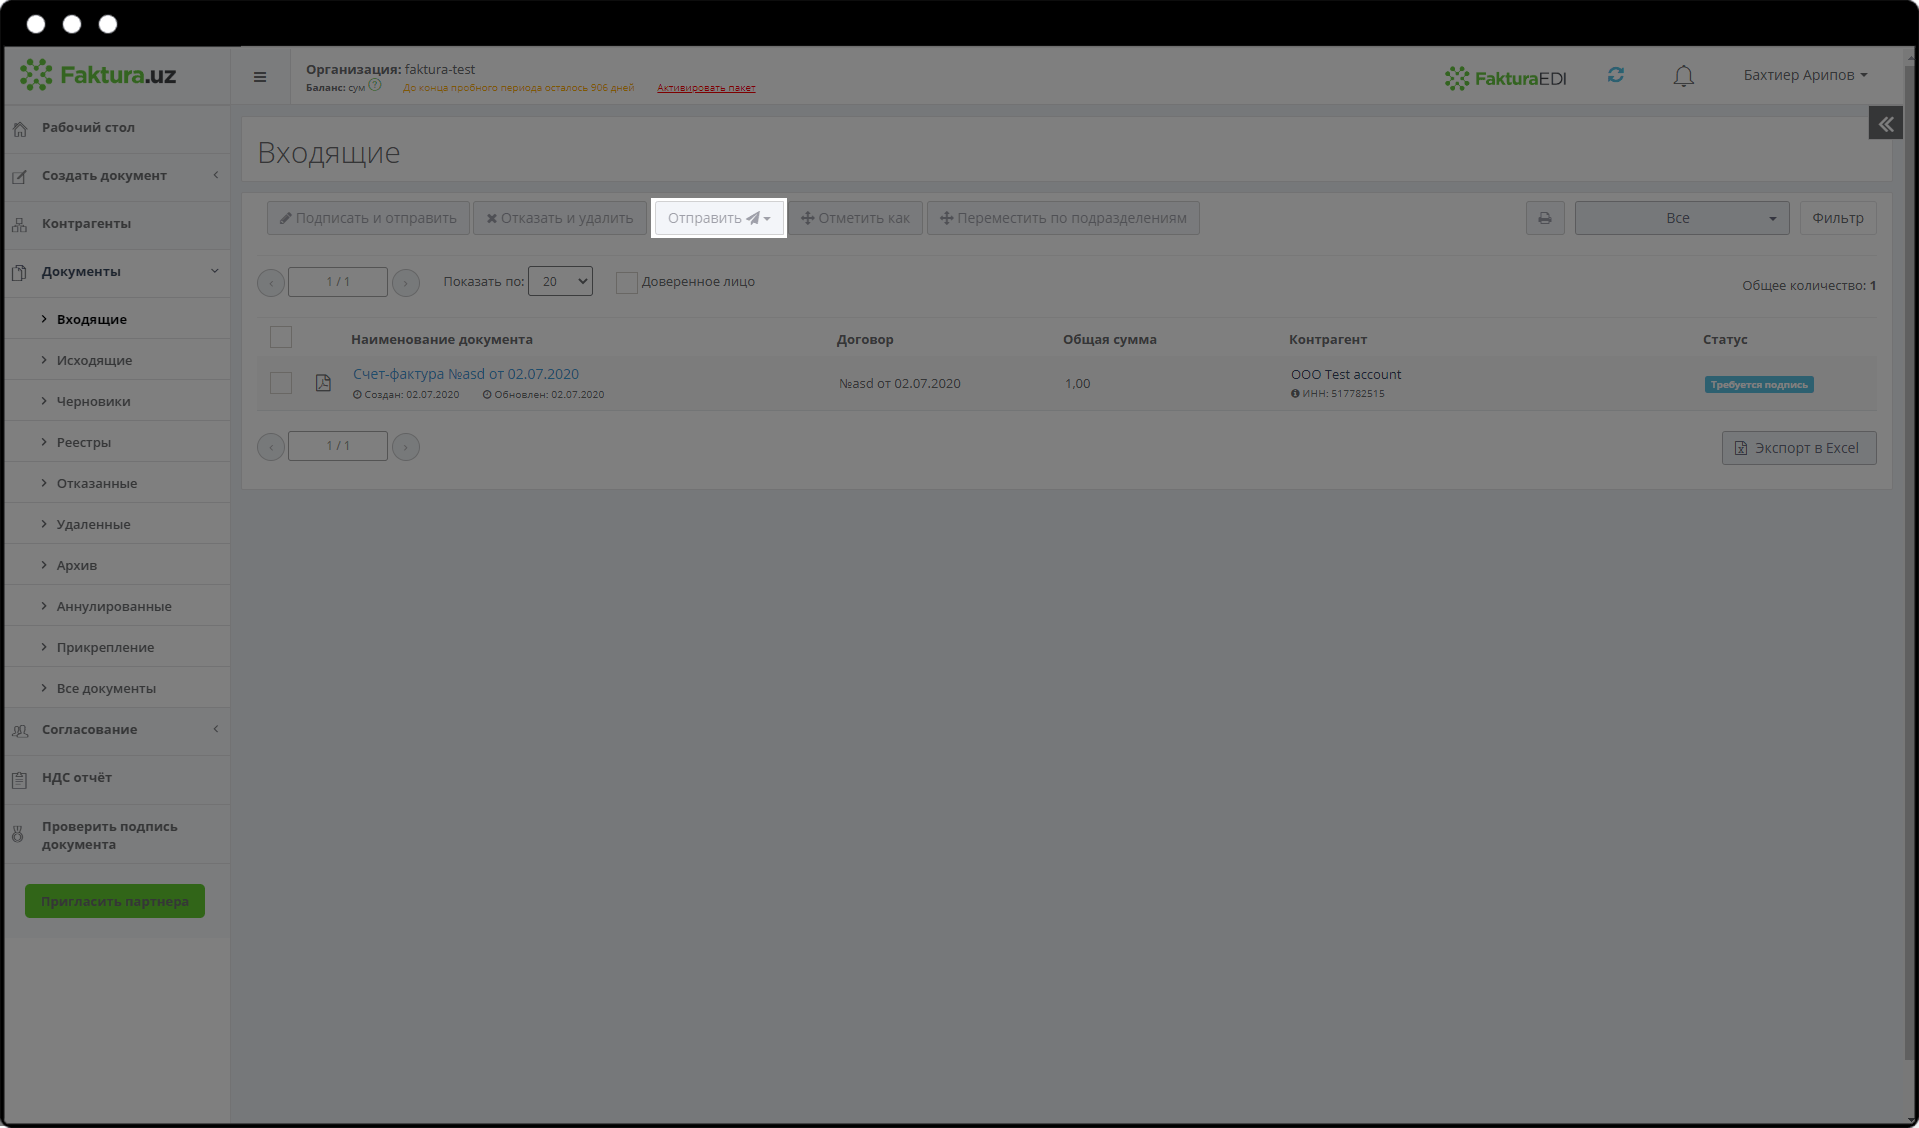 Faktura.uz
Организация: faktura-test
Баланс: сум ? До конца пробного периода осталось 906 дней Активировать пакет
FakturaEDI
Бахтиер Арипов
Рабочий стол
Создать документ
Контрагенты
Документы
Входящие
Исходящие
Черновики
Реестры
Отказанные
Удаленные
Архив
Аннулированные
Прикрепление
Все документы
Согласование
НДС отчёт
Проверить подпись
документа
Пригласить партнера
Входящие
Подписать и отправить Отказать и удалить Отправить Отметить как Переместить по подразделениям Все Фильтр
1 / 1 Показать по: 20 Доверенное лицо Общее количество: 1
Наименование документа Договор Общая сумма Контрагент Статус
Счет-фактура №asd от 02.07.2020 №asd от 02.07.2020 1,00 ООО Test account Требуется подпись
Создан: 02.07.2020 Обновлен: 02.07.2020 ИНН: 517782515
1 / 1 Экспорт в Excel